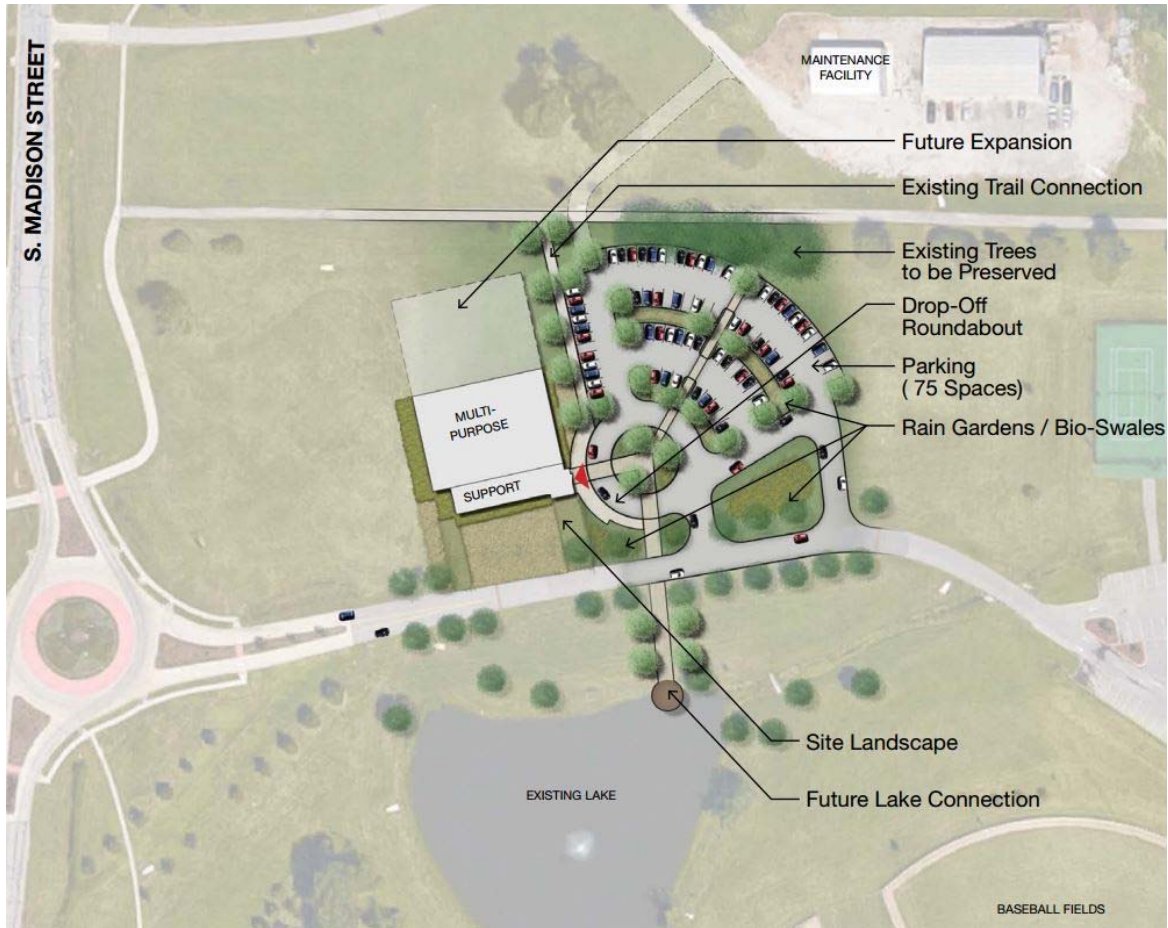 S. MADISON STREET
MAINTENANCE
FACILITY
Future Expansion
Existing Trail Connection
Existing Trees
to be Preserved
Drop-Off
Roundabout
Parking
( 75 Spaces)
Rain Gardens / Bio-Swales
MULTI-
PURPOSE
SUPPORT
Site Landscape
Future Lake Connection
EXISTING LAKE
BASEBALL FIELDS